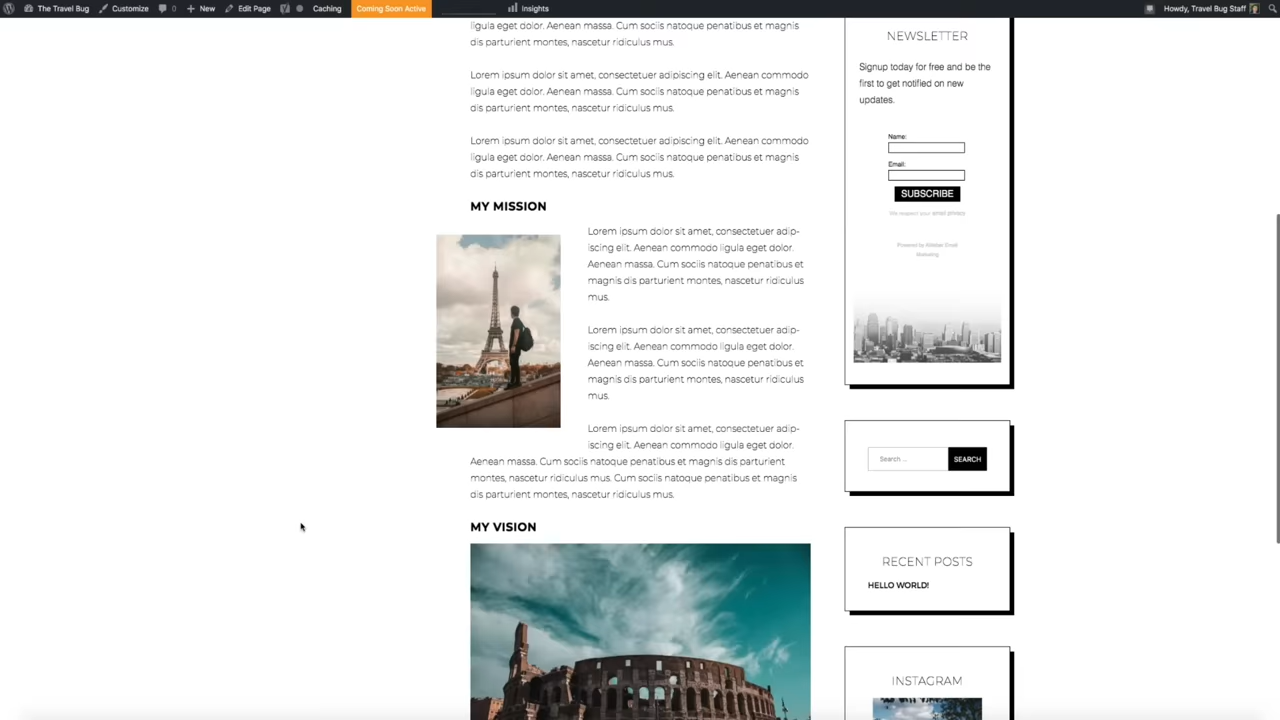 The Travel Bug Customize 0 New Edit Page Caching Coming Soon Active Insights Howdy, Travel Bug Staff
ligula eget dolor. Aenean massa. Cum sociis natoque penatibus et magnis
dis parturient montes, nascetur ridiculus mus.
Lorem ipsum dolor sit amet, consectetuer adipiscing elit. Aenean commodo
ligula eget dolor. Aenean massa. Cum sociis natoque penatibus et magnis
dis parturient montes, nascetur ridiculus mus.
Lorem ipsum dolor sit amet, consectetuer adipiscing elit. Aenean commodo
ligula eget dolor. Aenean massa. Cum sociis natoque penatibus et magnis
dis parturient montes, nascetur ridiculus mus.
MY MISSION
Lorem ipsum dolor sit amet, consectetuer adip-
iscing elit. Aenean commodo ligula eget dolor.
Aenean massa. Cum sociis natoque penatibus et
magnis dis parturient montes, nascetur ridiculus
mus.
Lorem ipsum dolor sit amet, consectetuer adip-
iscing elit. Aenean commodo ligula eget dolor.
Aenean massa. Cum sociis natoque penatibus et
magnis dis parturient montes, nascetur ridiculus
mus.
Lorem ipsum dolor sit amet, consectetuer adip-
iscing elit. Aenean commodo ligula eget dolor.
Aenean massa. Cum sociis natoque penatibus et magnis dis parturient
montes, nascetur ridiculus mus. Cum sociis natoque penatibus et magnis
dis parturient montes, nascetur ridiculus mus.
MY VISION
NEWSLETTER
Signup today for free and be the
first to get notified on new
updates.
Name:
Email:
SUBSCRIBE
We respect your email privacy
Powered by AWeber Email
Marketing
Search …
SEARCH
RECENT POSTS
HELLO WORLD!
INSTAGRAM